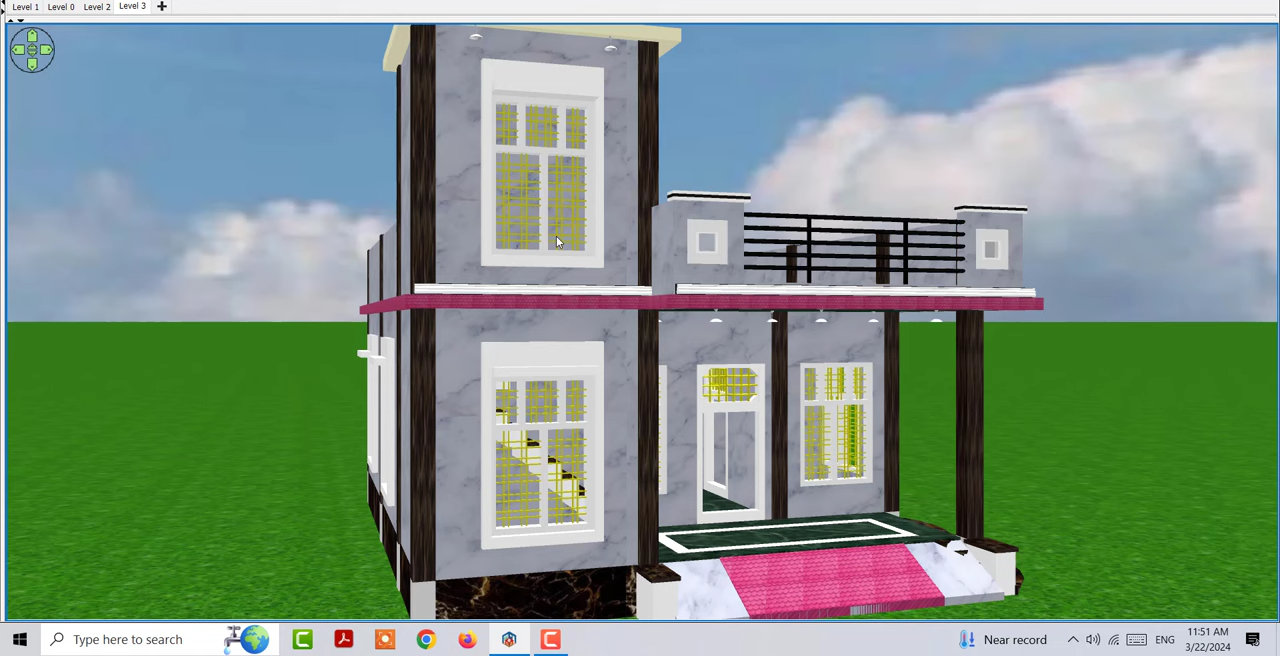 Level 1 Level 0 Level 2 Level 3
Type here to search
Near record
ENG
11:51 AM
3/22/2024